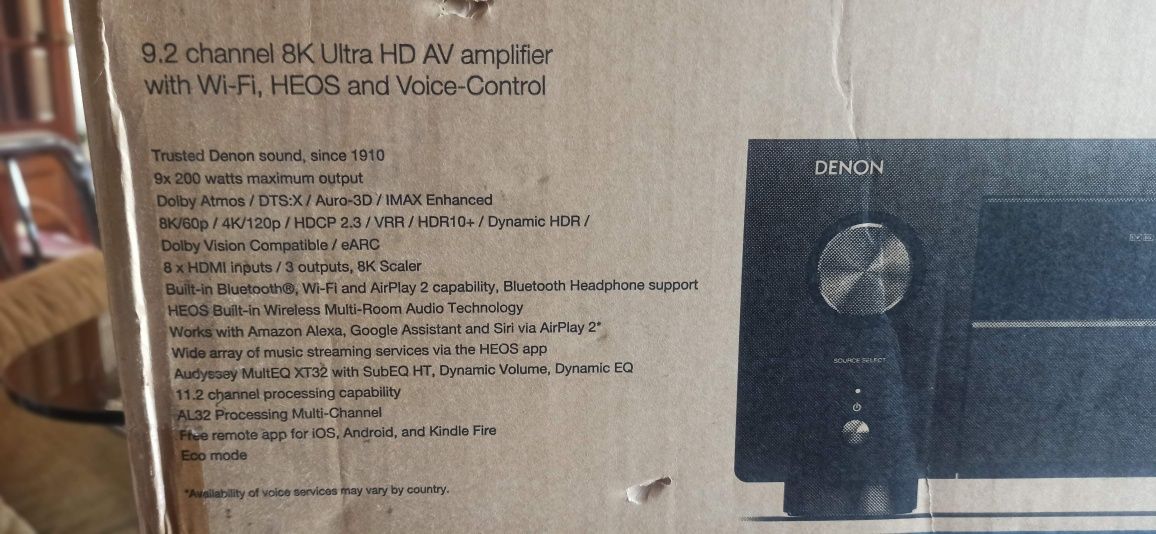 9.2 channel 8K Ultra HD AV amplifier
with Wi-Fi, HEOS and Voice-Control
Trusted Denon sound, since 1910
9x 200 watts maximum output
Dolby Atmos / DTS:X / Auro-3D / IMAX Enhanced
8K/60p / 4K/120p / HDCP 2.3 / VRR / HDR10+ / Dynamic HDR /
Dolby Vision Compatible / eARC
8 x HDMI inputs / 3 outputs, 8K Scaler
Built-in Bluetooth®, Wi-Fi and AirPlay 2 capability, Bluetooth Headphone support
HEOS Built-in Wireless Multi-Room Audio Technology
Works with Amazon Alexa, Google Assistant and Siri via AirPlay 2*
Wide array of music streaming services via the HEOS app
Audyssey MultEQ XT32 with SubEQ HT, Dynamic Volume, Dynamic EQ
11.2 channel processing capability
AL32 Processing Multi-Channel
Free remote app for iOS, Android, and Kindle Fire
Eco mode
*Availability of voice services may vary by country.
DENON
SOURCE SELECT